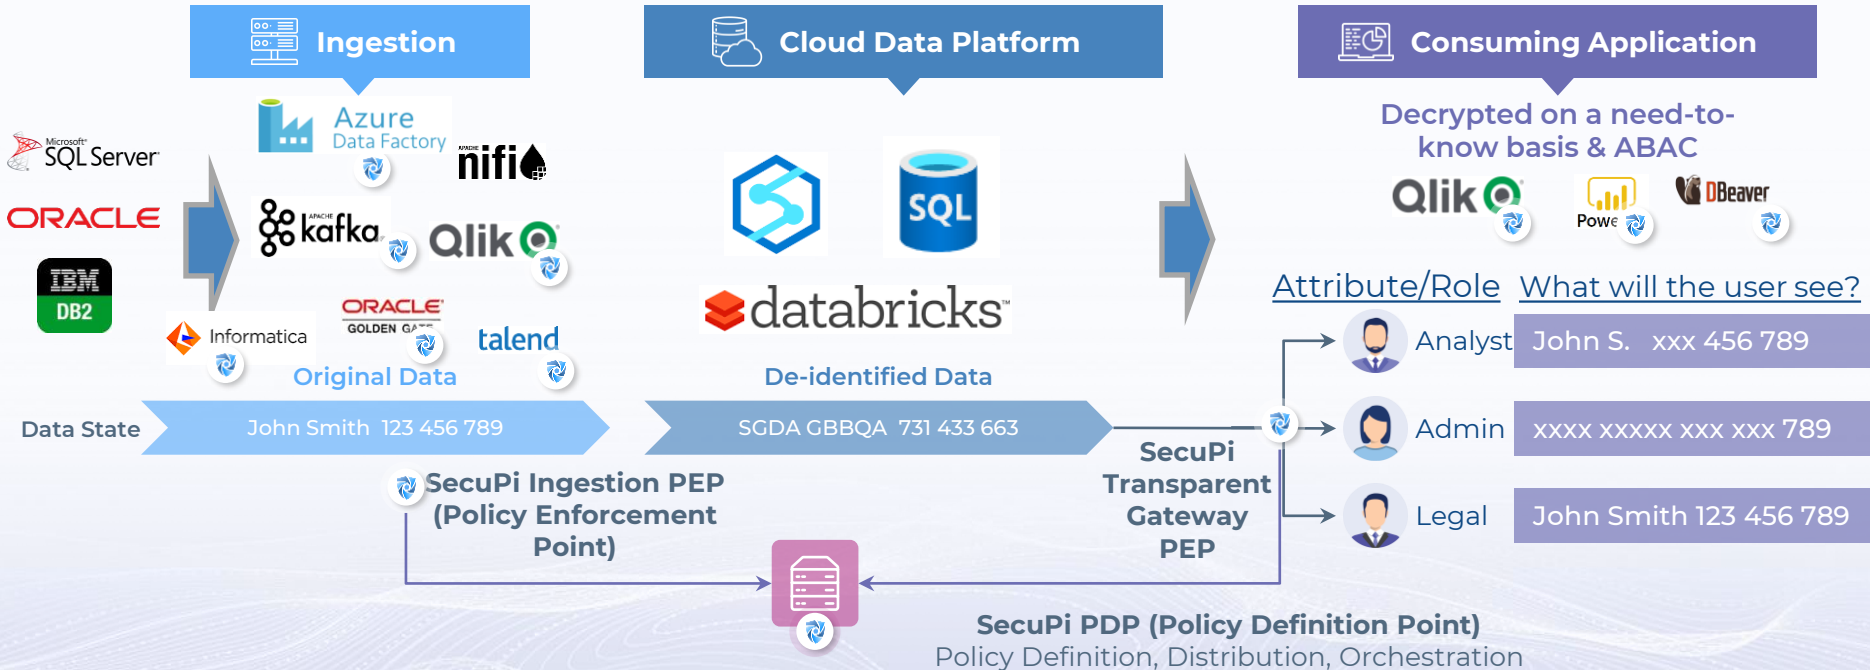 Ingestion
Cloud Data Platform
Consuming Application
Microsoft
SQL Server
ORACLE
IBM
DB2
Azure
Data Factory
APACHE
nifi
APACHE
kafka
Qlik
Informatica
ORACLE
GOLDEN GATE
talend
Original Data
SQL
databricks
De-identified Data
Decrypted on a need-to-
know basis & ABAC
Qlik
Powe
DBeaver
Attribute/Role What will the user see?
Analyst John S. xxx 456 789
Admin xxxx xxxxx xxx xxx 789
Legal John Smith 123 456 789
Data State
John Smith 123 456 789
SGDA GBBQA 731 433 663
SecuPi Ingestion PEP
(Policy Enforcement
Point)
SecuPi
Transparent
Gateway
PEP
SecuPi PDP (Policy Definition Point)
Policy Definition, Distribution, Orchestration